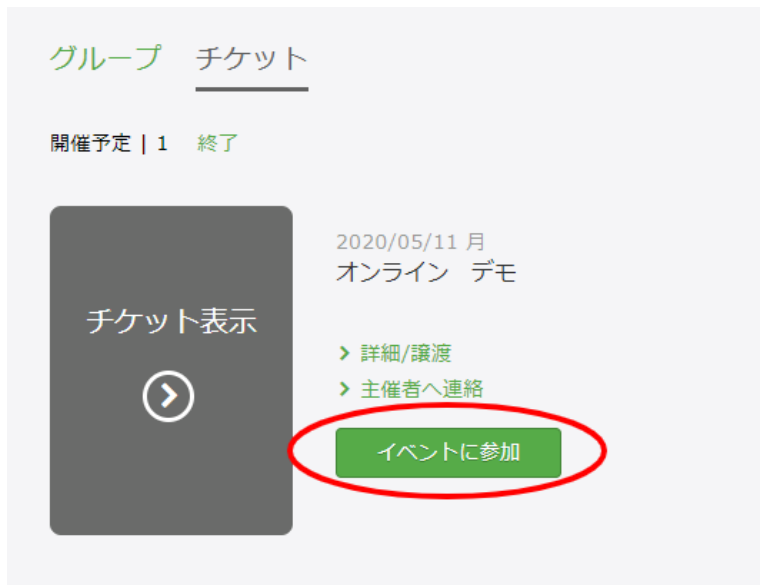 グループ チケット
開催予定 | 1 終了
2020/05/11 月
オンライン デモ
チケット表示
詳細/譲渡
主催者へ連絡
イベントに参加